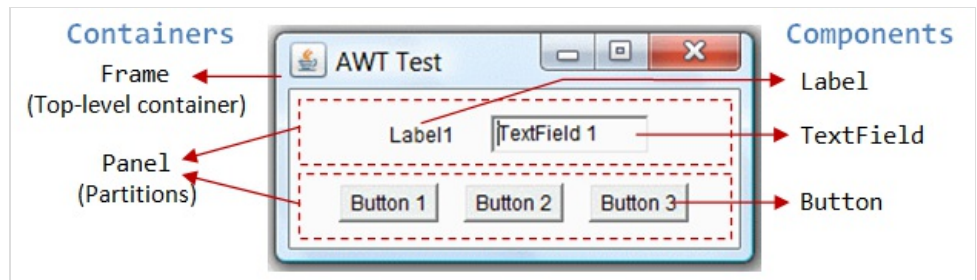 Containers
Components
Frame
(Top-level container)
AWT Test
Label
Label1
TextField 1
TextField
Panel
(Partitions)
Button 1
Button 2
Button 3
Button